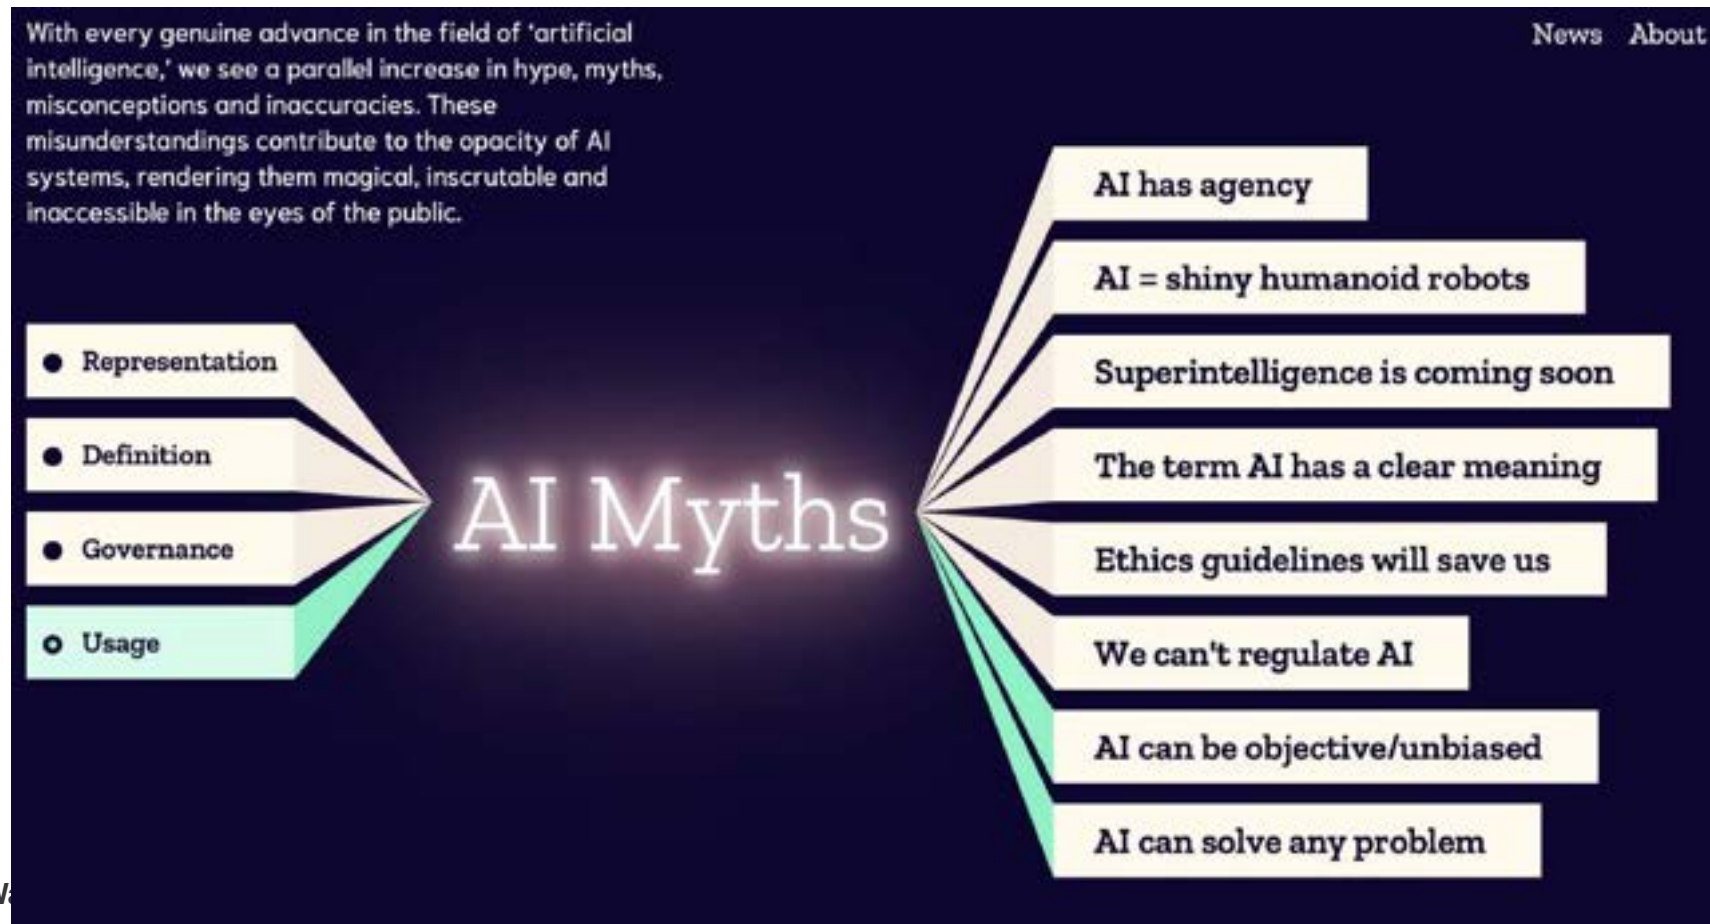 With every genuine advance in the field of ‘artificial
intelligence,’ we see a parallel increase in hype, myths,
misconceptions and inaccuracies. These
misunderstandings contribute to the opacity of AI
systems, rendering them magical, inscrutable and
inaccessible in the eyes of the public.
News About
Representation
Definition
Governance
Usage
AI Myths
AI has agency
AI = shiny humanoid robots
Superintelligence is coming soon
The term AI has a clear meaning
Ethics guidelines will save us
We can't regulate AI
AI can be objective/unbiased
AI can solve any problem